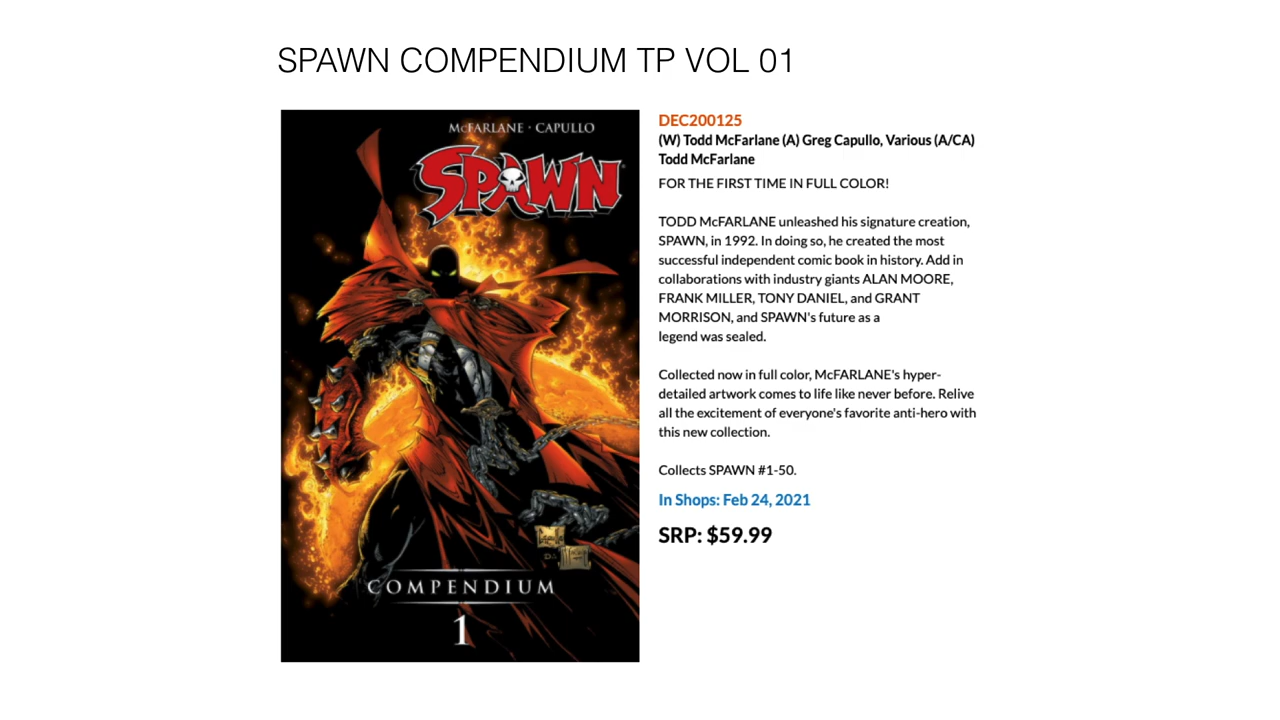 SPAWN COMPENDIUM TP VOL 01
McFARLANE · CAPULLO
SPAWN
COMPENDIUM
1
DEC200125
(W) Todd McFarlane (A) Greg Capullo, Various (A/CA)
Todd McFarlane
FOR THE FIRST TIME IN FULL COLOR!
TODD McFARLANE unleashed his signature creation,
SPAWN, in 1992. In doing so, he created the most
successful independent comic book in history. Add in
collaborations with industry giants ALAN MOORE,
FRANK MILLER, TONY DANIEL, and GRANT
MORRISON, and SPAWN's future as a
legend was sealed.
Collected now in full color, McFARLANE's hyper-
detailed artwork comes to life like never before. Relive
all the excitement of everyone's favorite anti-hero with
this new collection.
Collects SPAWN #1-50.
In Shops: Feb 24, 2021
SRP: $59.99